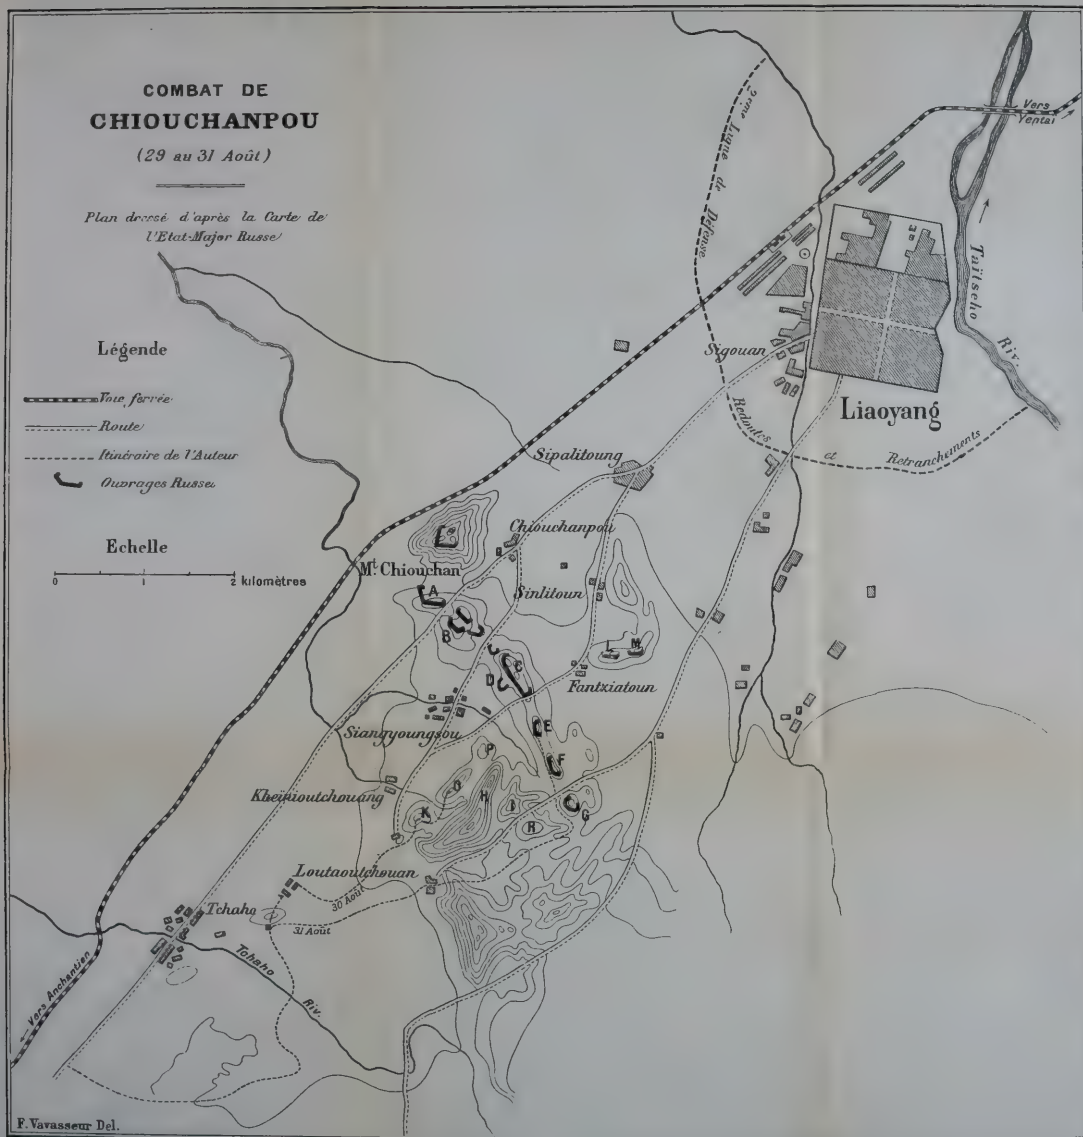 COMBAT DE
CHIOUCHANPOU
(29 au 31 Août)
Plan dressé d'après la Carte de
l'Etat-Major Russe
Légende
Voie ferrée
Route
Itinéraire de l'Auteur
Ouvrages Russes
Echelle
0 1 2 kilomètres
2ème Ligne de Défense
Vers
Yentai
Taïtseho
Riv.
Sigouan
Liaoyang
Redoutes et Retranchements
Sipalitoung
Chiouchanpou
Mt. Chiouchan
A
Sinlitoun
B
C
M
D
Fantxiatoun
E
Siangyoungsou
P
F
Kheinioutchouang
O
H
I
G
K
R
Loutaoutchouan
30 Août
Tchaho
31 Août
Tchaho
Riv.
Vers Anchantien
F. Vavasseur Del.